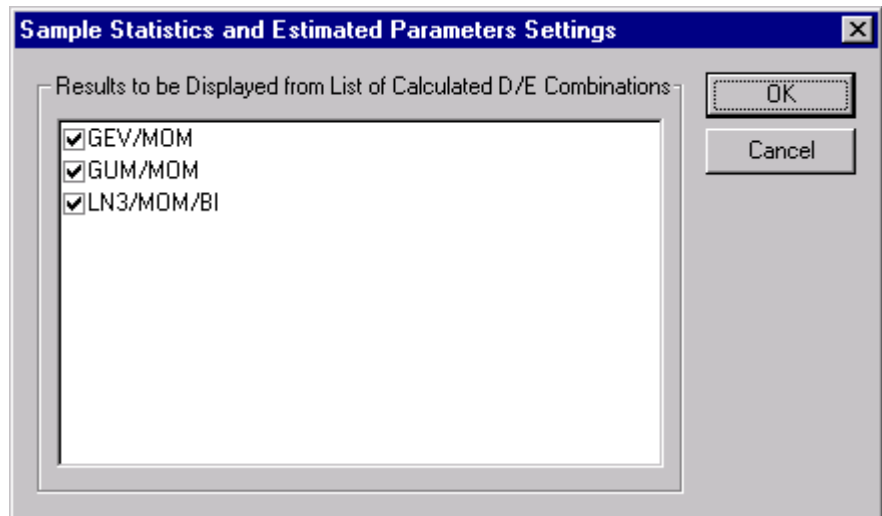 Sample Statistics and Estimated Parameters Settings
Results to be Displayed from List of Calculated D/E Combinations
OK
Cancel
GEV/MOM
GUM/MOM
LN3/MOM/BI